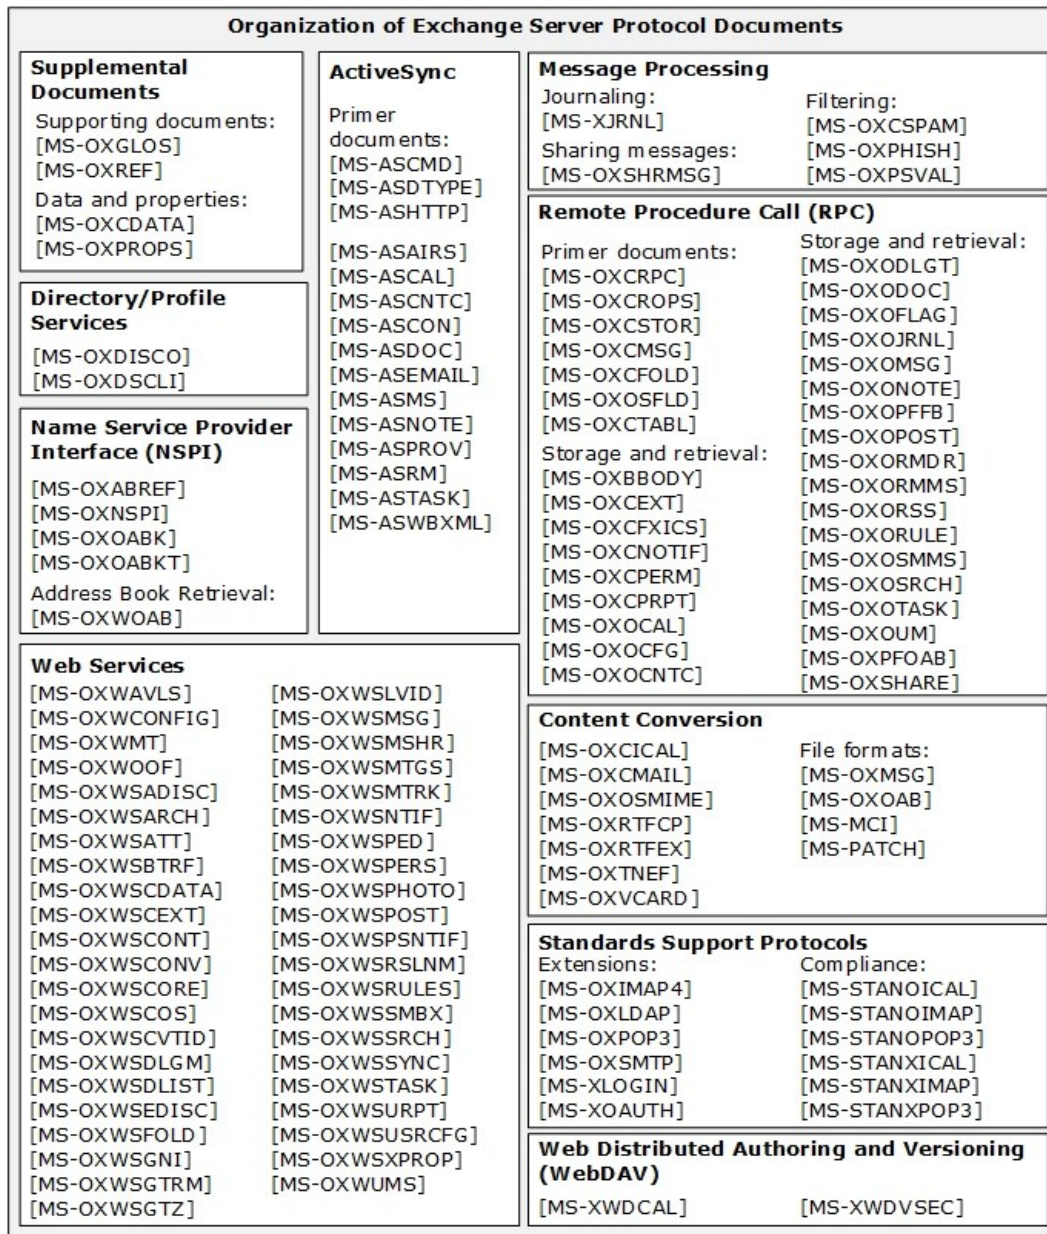 Organization of Exchange Server Protocol Documents
Supplemental
Documents
Supporting documents:
[MS-OXGLOS]
[MS-OXREF]
Data and properties:
[MS-OXCDATA]
[MS-OXPROPS]
Directory/Profile
Services
[MS-OXDISCO]
[MS-OXDSCLI]
Name Service Provider
Interface (NSPI)
[MS-OXABREF]
[MS-OXNSPI]
[MS-OXOABK]
[MS-OXOABKT]
Address Book Retrieval:
[MS-OXWOAB]
ActiveSync
Primer
documents:
[MS-ASCMD]
[MS-ASDTYPE]
[MS-ASHTTP]
[MS-ASAIRS]
[MS-ASCAL]
[MS-ASCNTC]
[MS-ASCON]
[MS-ASDOC]
[MS-ASEMAIL]
[MS-ASMS]
[MS-ASNOTE]
[MS-ASPROV]
[MS-ASRM]
[MS-ASTASK]
[MS-ASWBXML]
Web Services
[MS-OXWAVLS]
[MS-OXWCONFIG]
[MS-OXWMT]
[MS-OXWOOF]
[MS-OXWSADISC]
[MS-OXWSARCH]
[MS-OXWSATT]
[MS-OXWSBTRF]
[MS-OXWSCDATA]
[MS-OXWSCEXT]
[MS-OXWSCONT]
[MS-OXWSCONV]
[MS-OXWSCORE]
[MS-OXWSCOS]
[MS-OXWSCVTID]
[MS-OXWSDLGM]
[MS-OXWSDLIST]
[MS-OXWSEDISC]
[MS-OXWSFOLD]
[MS-OXWSGNI]
[MS-OXWSGTRM]
[MS-OXWSGTZ]
[MS-OXWSLVID]
[MS-OXWSMSG]
[MS-OXWSMSHR]
[MS-OXWSMTGS]
[MS-OXWSMTRK]
[MS-OXWSNTIF]
[MS-OXWSPED]
[MS-OXWSPERS]
[MS-OXWSPHOTO]
[MS-OXWSPOST]
[MS-OXWSPSNTIF]
[MS-OXWSRSLNM]
[MS-OXWSRULES]
[MS-OXWSSMBX]
[MS-OXWSSRCH]
[MS-OXWSSYNC]
[MS-OXWSTASK]
[MS-OXWSURPT]
[MS-OXWSUSRCFG]
[MS-OXWSXPROP]
[MS-OXWUMS]
Message Processing
Journaling:
[MS-XJRNL]
Sharing messages:
[MS-OXSHRMSG]
Filtering:
[MS-OXCSPAM]
[MS-OXPHISH]
[MS-OXPSVAL]
Remote Procedure Call (RPC)
Primer documents:
[MS-OXCRPC]
[MS-OXCROPS]
[MS-OXCSTOR]
[MS-OXCMSG]
[MS-OXCFOLD]
[MS-OXOSFLD]
[MS-OXCTABL]
Storage and retrieval:
[MS-OXBBODY]
[MS-OXCEXT]
[MS-OXCFXICS]
[MS-OXCNOTIF]
[MS-OXCPERM]
[MS-OXCPRPT]
[MS-OXOCAL]
[MS-OXOCFG]
[MS-OXOCNTC]
Storage and retrieval:
[MS-OXODLGT]
[MS-OXODOC]
[MS-OXOFLAG]
[MS-OXOJRNL]
[MS-OXOMSG]
[MS-OXONOTE]
[MS-OXOPFFB]
[MS-OXOPOST]
[MS-OXORMDR]
[MS-OXORMMS]
[MS-OXORSS]
[MS-OXORULE]
[MS-OXOSMMS]
[MS-OXOSRCH]
[MS-OXOTASK]
[MS-OXOUM]
[MS-OXPFOAB]
[MS-OXSHARE]
Content Conversion
[MS-OXCICAL]
[MS-OXCMAIL]
[MS-OXOSMIME]
[MS-OXRTFCP]
[MS-OXRTFEX]
[MS-OXTNEF]
[MS-OXVCARD]
File formats:
[MS-OXMSG]
[MS-OXOAB]
[MS-MCI]
[MS-PATCH]
Standards Support Protocols
Extensions:
[MS-OXIMAP4]
[MS-OXLDAP]
[MS-OXPOP3]
[MS-OXSMTP]
[MS-XLOGIN]
[MS-XOAUTH]
Compliance:
[MS-STANOICAL]
[MS-STANOIMAP]
[MS-STANOPOP3]
[MS-STANXICAL]
[MS-STANXIMAP]
[MS-STANXPOP3]
Web Distributed Authoring and Versioning
(WebDAV)
[MS-XWDCAL]
[MS-XWDVSEC]